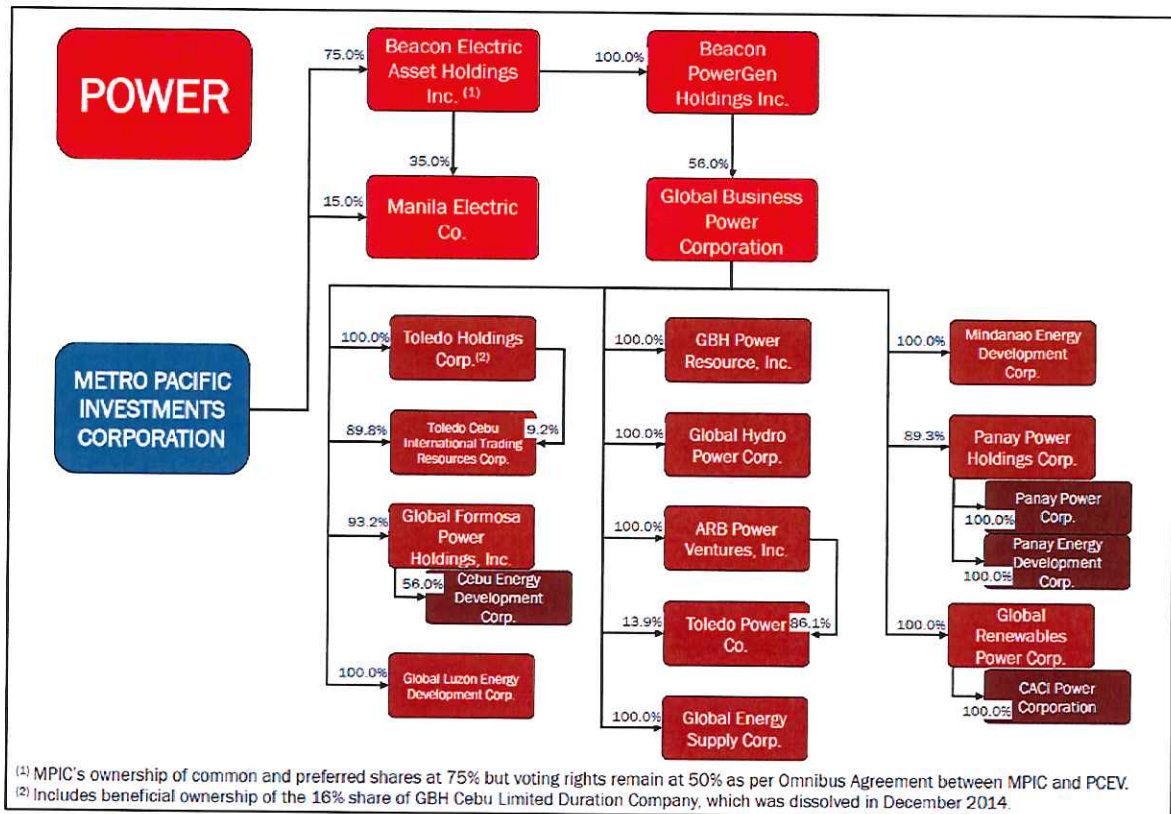 POWER
75.0%
Beacon Electric
Asset Holdings
Inc. (1)
100.0%
Beacon
PowerGen
Holdings Inc.
35.0%
56.0%
15.0%
Manila Electric
Co.
Global Business
Power
Corporation
METRO PACIFIC
INVESTMENTS
CORPORATION
100.0%
Toledo Holdings
Corp.(2)
89.8%
Toledo Cebu
International Trading
Resources Corp.
9.2%
93.2%
Global Formosa
Power
Holdings, Inc.
56.0%
Cebu Energy
Development
Corp.
100.0%
Global Luzon Energy
Development Corp.
100.0%
GBH Power
Resource, Inc.
100.0%
Global Hydro
Power Corp.
100.0%
ARB Power
Ventures, Inc.
13.9%
Toledo Power
Co.
86.1%
100.0%
Global Energy
Supply Corp.
100.0%
Mindanao Energy
Development
Corp.
89.3%
Panay Power
Holdings Corp.
Panay Power
Corp.
100.0%
Panay Energy
Development
Corp.
100.0%
100.0%
Global
Renewables
Power Corp.
CACI Power
Corporation
100.0%
(1) MPIC's ownership of common and preferred shares at 75% but voting rights remain at 50% as per Omnibus Agreement between MPIC and PCEV.
(2) Includes beneficial ownership of the 16% share of GBH Cebu Limited Duration Company, which was dissolved in December 2014.